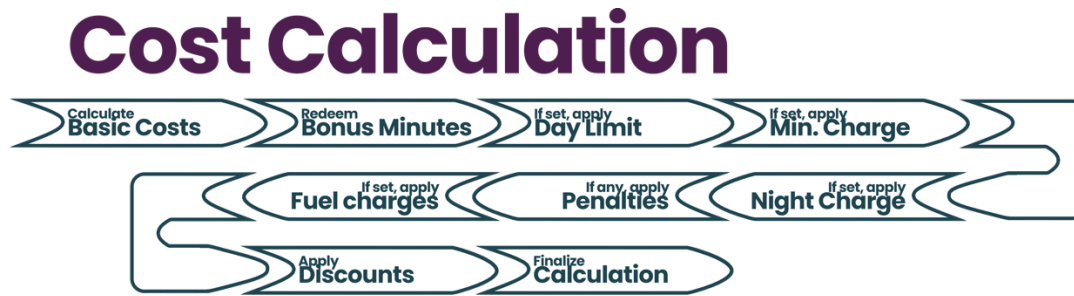 Cost Calculation
Calculate
Basic Costs
Redeem
Bonus Minutes
If set, apply
Day Limit
If set, apply
Min. Charge
If set, apply
Night Charge
If any, apply
Penalties
If set, apply
Fuel charges
Apply
Discounts
Finalize
Calculation